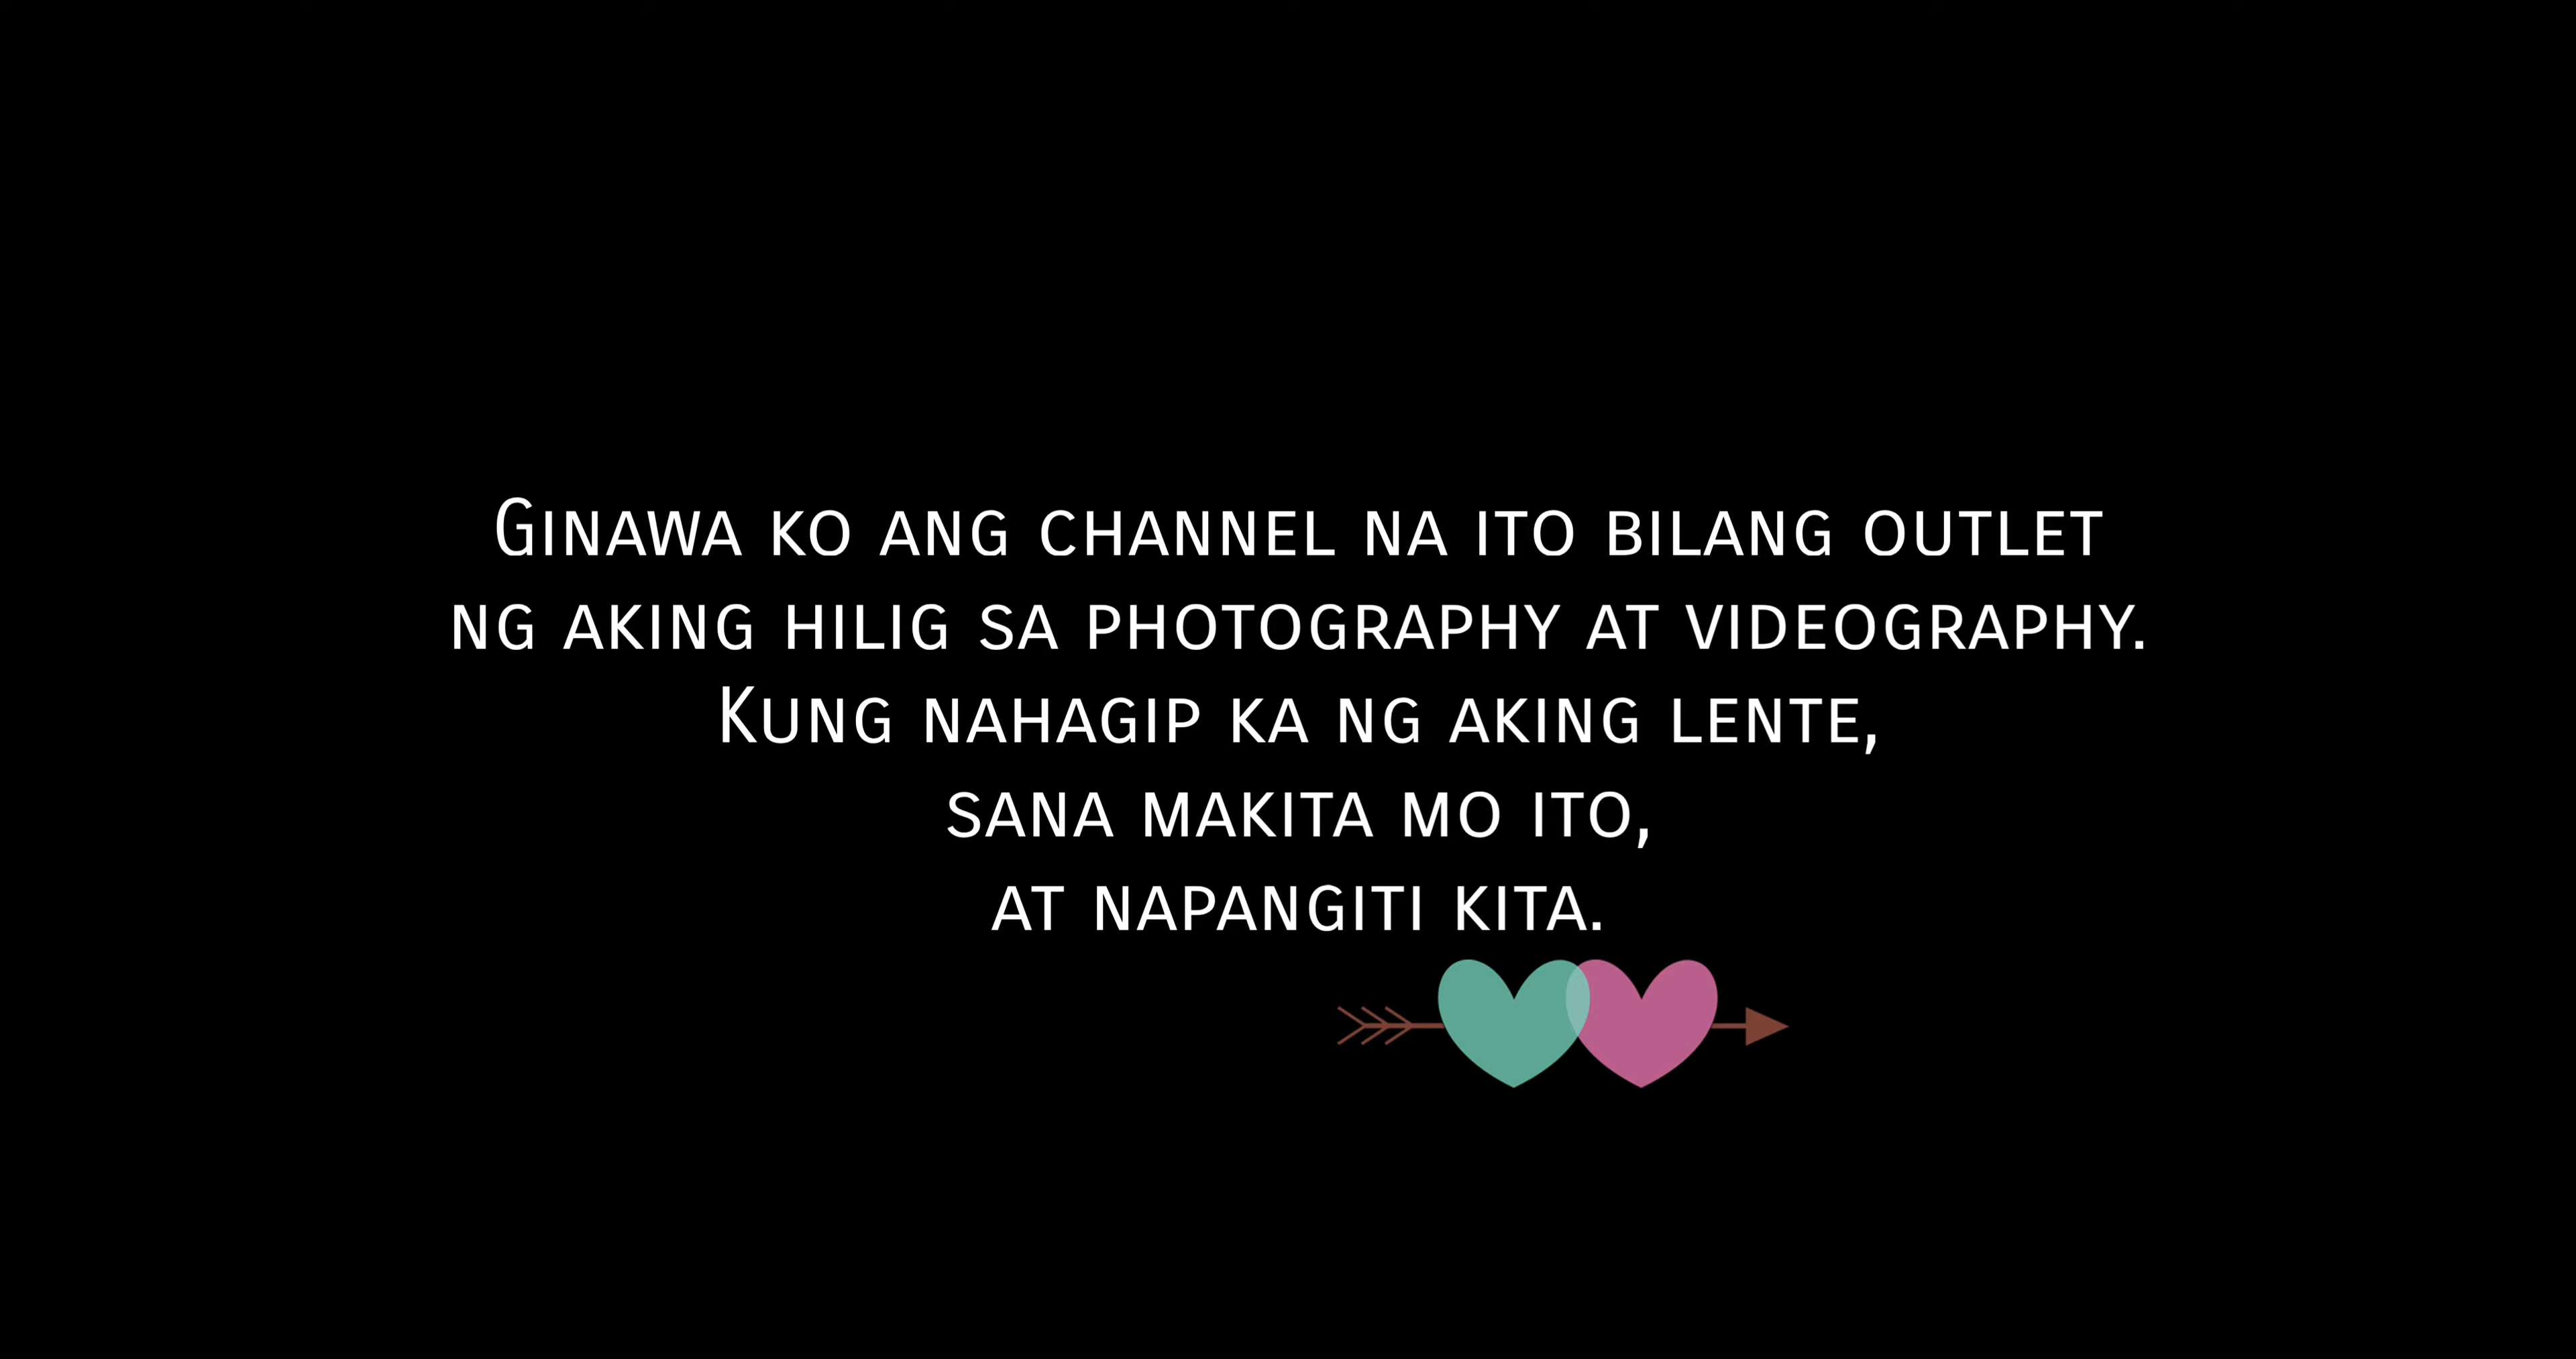 Ginawa ko ang channel na ito bilang outlet
ng aking hilig sa photography at videography.
Kung nahagip ka ng aking lente,
sana makita mo ito,
at napangiti kita.